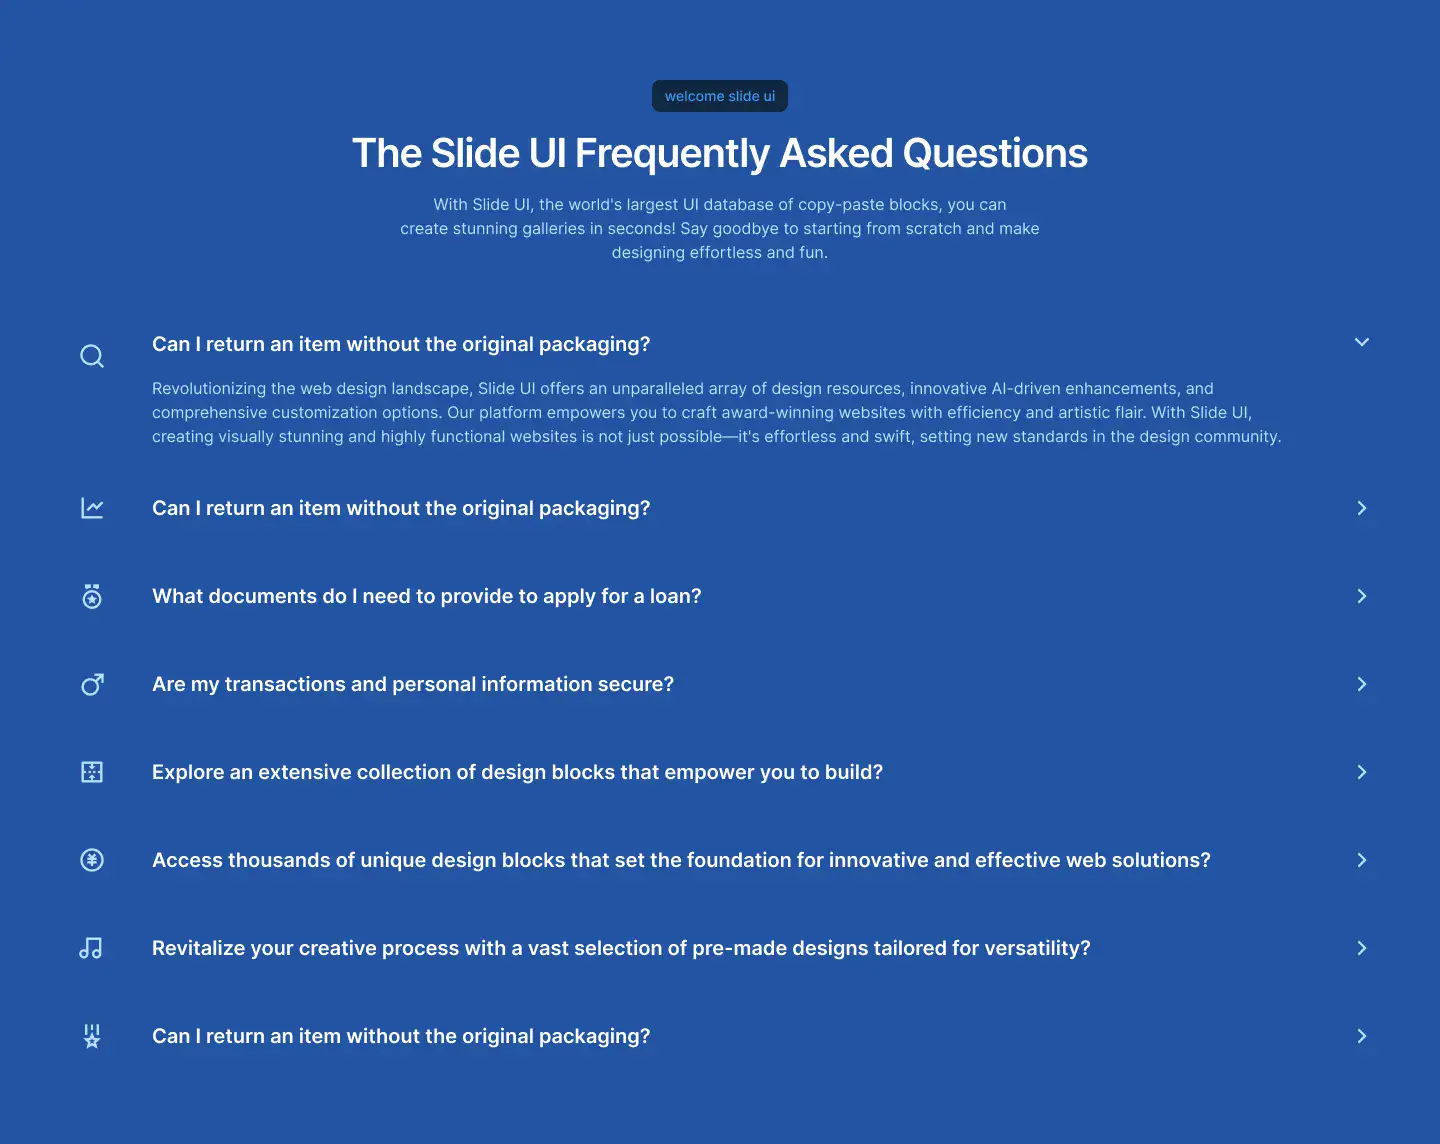 welcome slide ui
The Slide UI Frequently Asked Questions
With Slide UI, the world's largest UI database of copy-paste blocks, you can
create stunning galleries in seconds! Say goodbye to starting from scratch and make
designing effortless and fun.
Can I return an item without the original packaging?
Revolutionizing the web design landscape, Slide UI offers an unparalleled array of design resources, innovative AI-driven enhancements, and
comprehensive customization options. Our platform empowers you to craft award-winning websites with efficiency and artistic flair. With Slide UI,
creating visually stunning and highly functional websites is not just possible—it's effortless and swift, setting new standards in the design community.
Can I return an item without the original packaging?
What documents do I need to provide to apply for a loan?
Are my transactions and personal information secure?
Explore an extensive collection of design blocks that empower you to build?
Access thousands of unique design blocks that set the foundation for innovative and effective web solutions?
Revitalize your creative process with a vast selection of pre-made designs tailored for versatility?
Can I return an item without the original packaging?